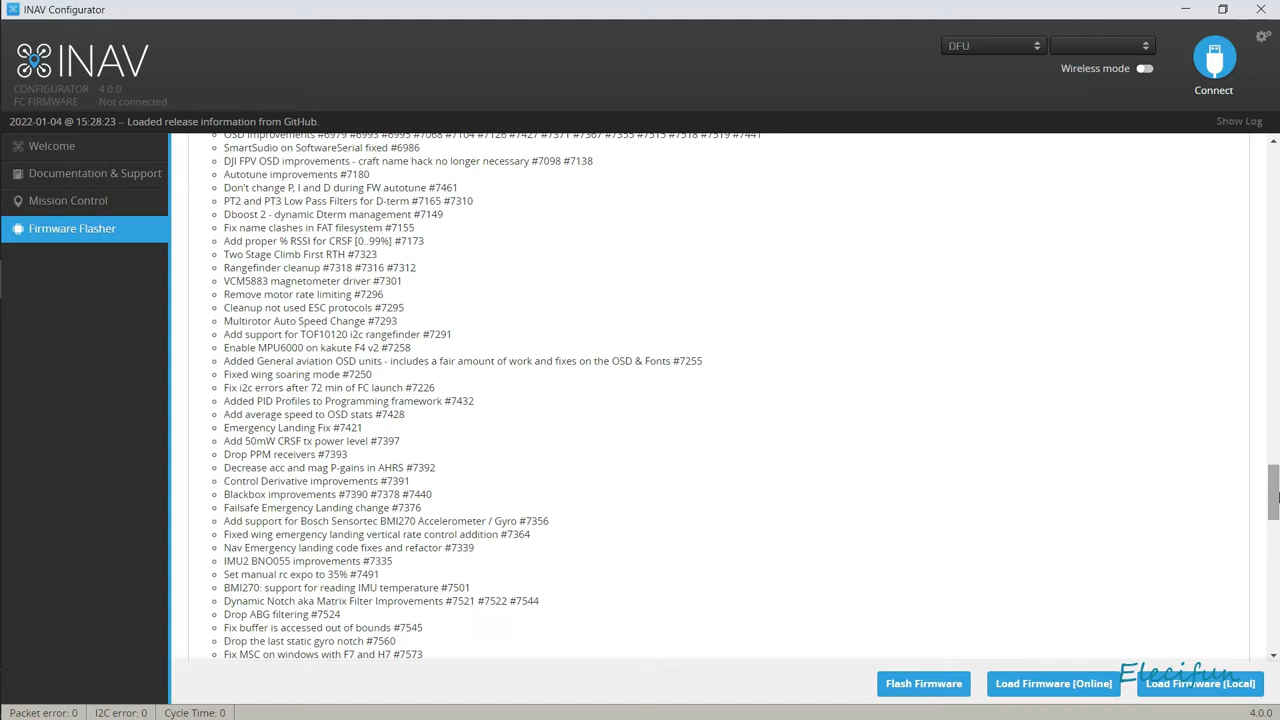 INAV Configurator
INAV
CONFIGURATOR 4.0.0
FC FIRMWARE Not connected
DFU
Wireless mode
Connect
2022-01-04 @ 15:28:23 -- Loaded release information from GitHub.
Show Log
Welcome
Documentation & Support
Mission Control
Firmware Flasher
OSD improvements #6979 #6993 #6995 #7068 #7104 #7126 #7427 #7371 #7367 #7355 #7515 #7518 #7519 #7441
SmartSudio on SoftwareSerial fixed #6986
DJI FPV OSD improvements - craft name hack no longer necessary #7098 #7138
Autotune improvements #7180
Don't change P, I and D during FW autotune #7461
PT2 and PT3 Low Pass Filters for D-term #7165 #7310
Dboost 2 - dynamic Dterm management #7149
Fix name clashes in FAT filesystem #7155
Add proper % RSSI for CRSF [0..99%] #7173
Two Stage Climb First RTH #7323
Rangefinder cleanup #7318 #7316 #7312
VCM5883 magnetometer driver #7301
Remove motor rate limiting #7296
Cleanup not used ESC protocols #7295
Multirotor Auto Speed Change #7293
Add support for TOF10120 i2c rangefinder #7291
Enable MPU6000 on kakute F4 v2 #7258
Added General aviation OSD units - includes a fair amount of work and fixes on the OSD & Fonts #7255
Fixed wing soaring mode #7250
Fix i2c errors after 72 min of FC launch #7226
Added PID Profiles to Programming framework #7432
Add average speed to OSD stats #7428
Emergency Landing Fix #7421
Add 50mW CRSF tx power level #7397
Drop PPM receivers #7393
Decrease acc and mag P-gains in AHRS #7392
Control Derivative improvements #7391
Blackbox improvements #7390 #7378 #7440
Failsafe Emergency Landing change #7376
Add support for Bosch Sensortec BMI270 Accelerometer / Gyro #7356
Fixed wing emergency landing vertical rate control addition #7364
Nav Emergency landing code fixes and refactor #7339
IMU2 BNO055 improvements #7335
Set manual rc expo to 35% #7491
BMI270: support for reading IMU temperature #7501
Dynamic Notch aka Matrix Filter Improvements #7521 #7522 #7544
Drop ABG filtering #7524
Fix buffer is accessed out of bounds #7545
Drop the last static gyro notch #7560
Fix MSC on windows with F7 and H7 #7573
Elecifun
Flash Firmware
Load Firmware [Online]
Load Firmware [Local]
Packet error: 0
I2C error: 0
Cycle Time: 0
4.0.0